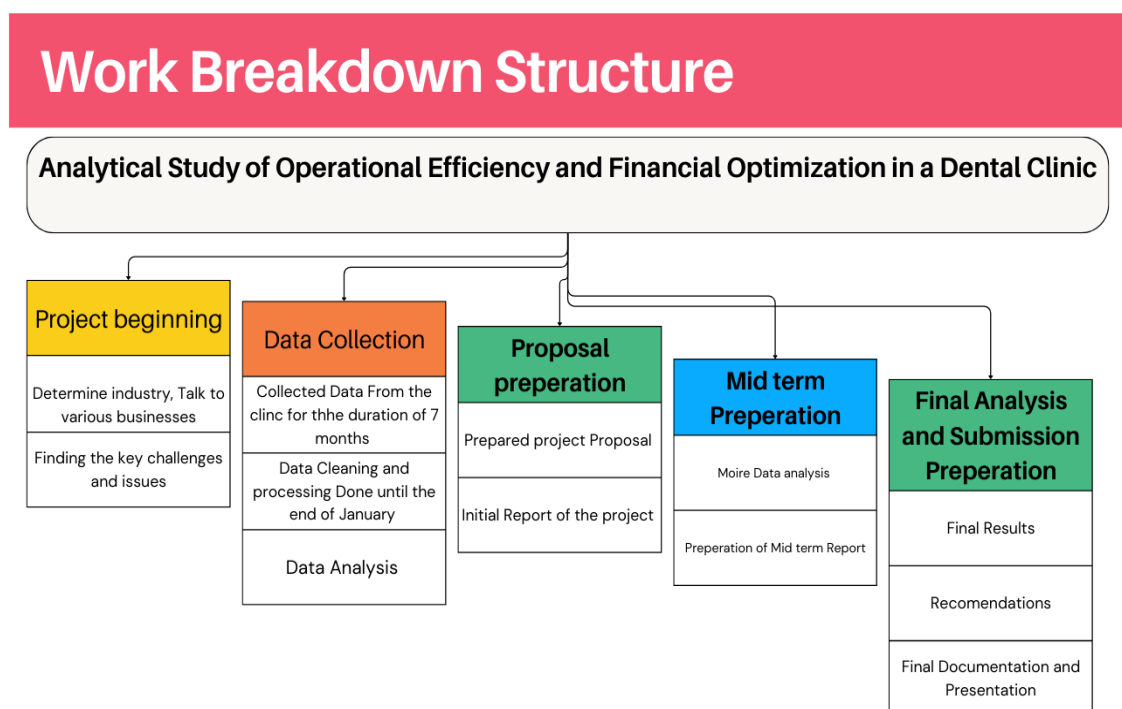 Work Breakdown Structure
Analytical Study of Operational Efficiency and Financial Optimization in a Dental Clinic
Project beginning
Determine industry, Talk to
various businesses
Finding the key challenges
and issues
Data Collection
Collected Data From the
clinc for thhe duration of 7
months
Data Cleaning and
processing Done until the
end of January
Data Analysis
Proposal
preperation
Prepared project Proposal
Initial Report of the project
Mid term
Preperation
Moire Data analysis
Preperation of Mid term Report
Final Analysis
and Submission
Preperation
Final Results
Recomendations
Final Documentation and
Presentation